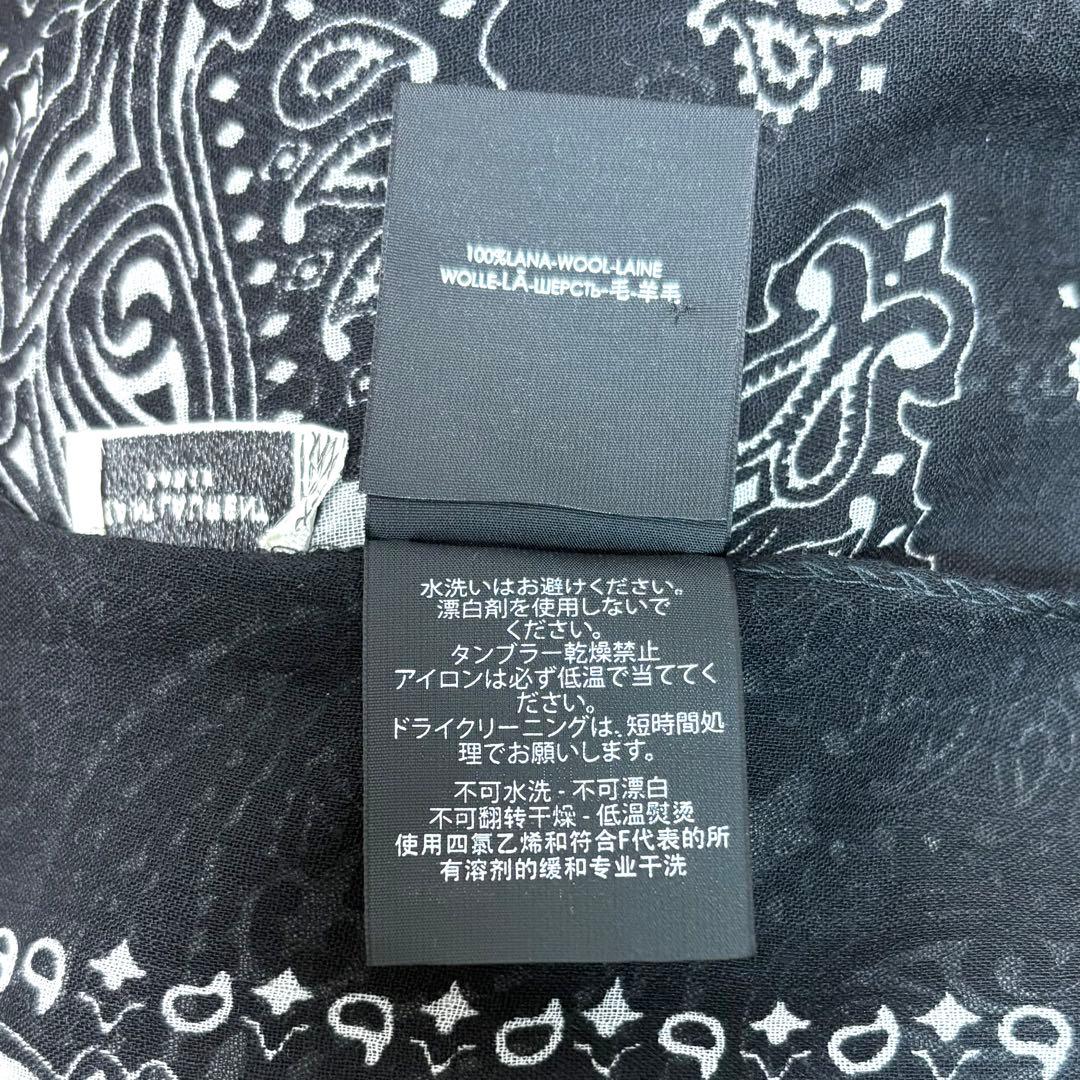 100%LANA-WOOL-LAINE
WOLLE-LÃ-ШЕРСТЬ-毛-羊毛
水洗いはお避けください。
漂白剤を使用しないで
ください。
タンブラー乾燥禁止
アイロンは必ず低温で当ててく
ださい。
ドライクリーニングは、短時間処
理でお願いします。
不可水洗 - 不可漂白
不可翻转干燥 - 低温熨烫
使用四氯乙烯和符合F代表的所
有溶剂的缓和专业干洗